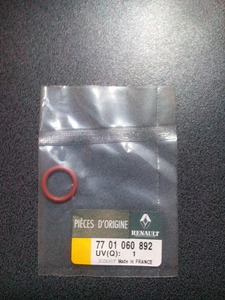 PIÈCES D'ORIGINE
RENAULT
77 01 060 892
UV(Q): 1
Made in FRANCE